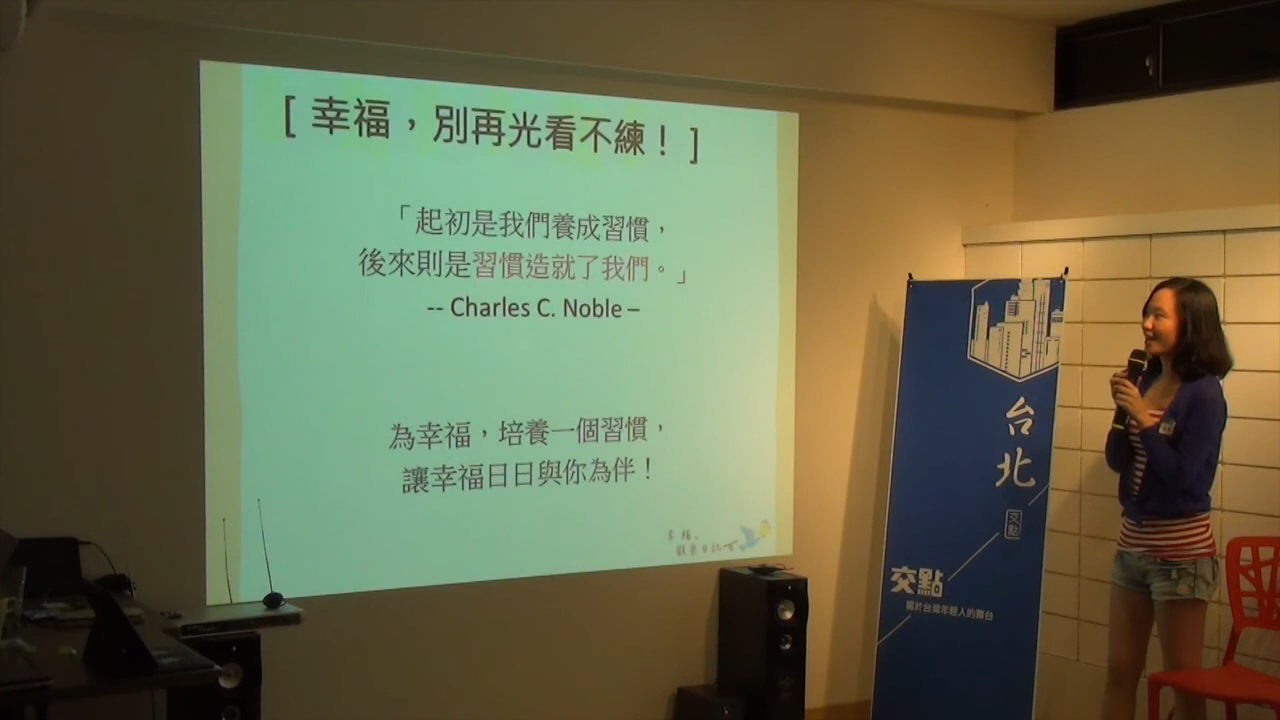 [ 幸福，別再光看不練！ ]
「起初是我們養成習慣，
後來則是習慣造就了我們。」
-- Charles C. Noble –
為幸福，培養一個習慣，
讓幸福日日與你為伴！
幸福，
台北
交點
交點
屬於台灣年輕人的舞台